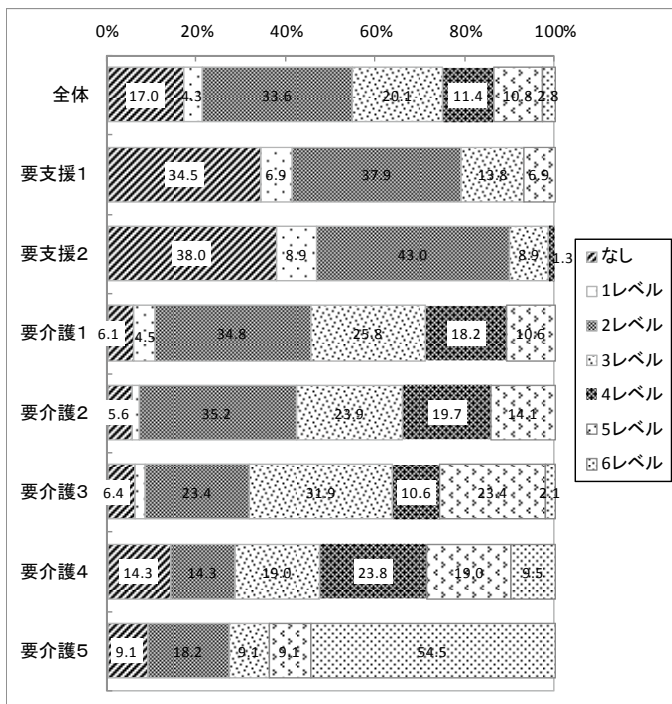 0% 20% 40% 60% 80% 100%
全体 17.0 4.3 33.6 20.1 11.4 10.8 2.8
要支援1 34.5 6.9 37.9 13.8 6.9
要支援2 38.0 8.9 43.0 8.9 1.3
要介護1 6.1 4.5 34.8 25.8 18.2 10.6
要介護2 5.6 35.2 23.9 19.7 14.1
要介護3 6.4 23.4 31.9 10.6 23.4 2.1
要介護4 14.3 14.3 19.0 23.8 19.0 9.5
要介護5 9.1 18.2 9.1 9.1 54.5
なし
1レベル
2レベル
3レベル
4レベル
5レベル
6レベル